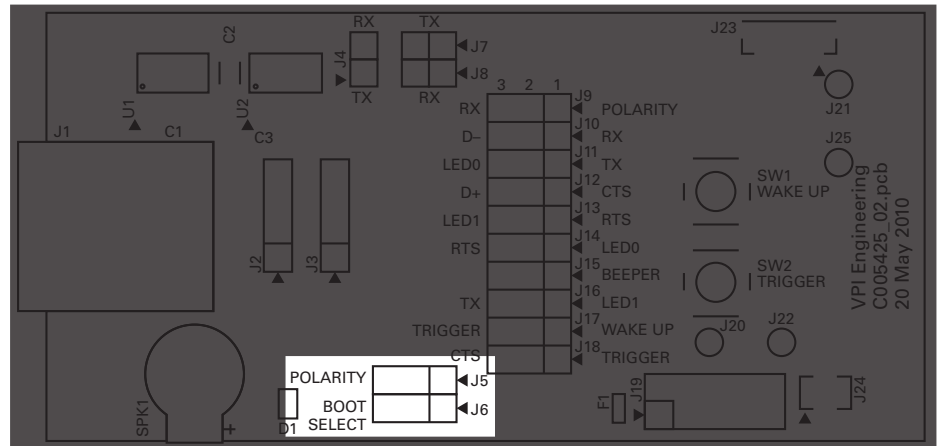 RX TX
J23
C2
J4
J7
J8
TX RX
3 2 1
J9
RX POLARITY
J10
D– RX
J11
LED0 TX
J12
D+ CTS
J13
LED1 RTS
J14
RTS LED0
J15
BEEPER
J16
TX LED1
J17
TRIGGER WAKE UP
J18
CTS TRIGGER
U1
U2
J1 C1 C3
J2
J3
J21
J25
SW1
WAKE UP
SW2
TRIGGER
VPI Engineering
C005425_02.pcb
20 May 2010
J20 J22
POLARITY J5
BOOT
SELECT
J6
D1
SPK1
+
F1
J19
J24